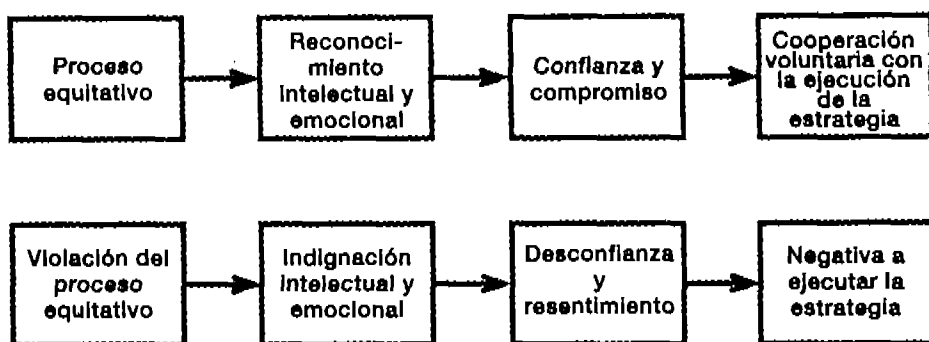 Proceso
equitativo
Reconoci-
miento
intelectual y
emocional
Confianza y
compromiso
Cooperación
voluntaria con
la ejecución
de la
estrategia
Violación del
proceso
equitativo
Indignación
intelectual y
emocional
Desconfianza
y
resentimiento
Negativa a
ejecutar la
estrategia